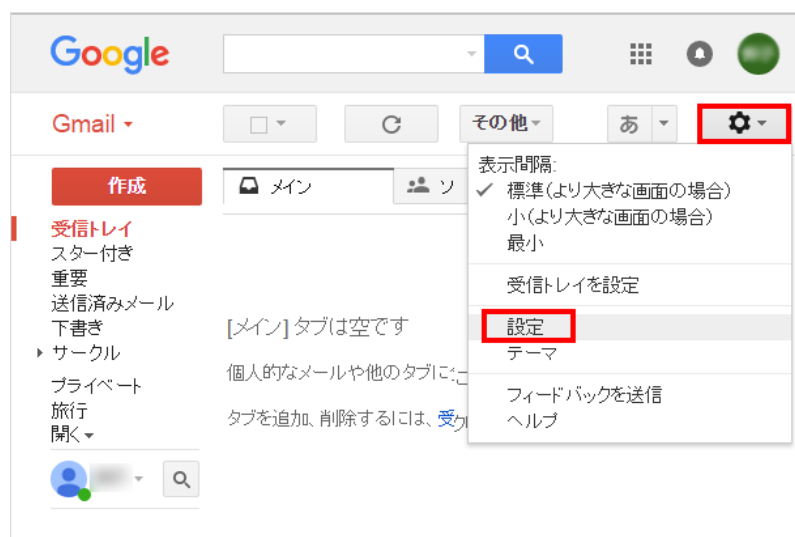 Google
Gmail
その他
あ
作成
メイン
ソ
表示間隔:
標準(より大きな画面の場合)
小(より大きな画面の場合)
最小
受信トレイを設定
設定
テーマ
フィードバックを送信
ヘルプ
受信トレイ
スター付き
重要
送信済みメール
下書き
サークル
プライベート
旅行
開く
[メイン] タブは空です
個人的なメールや他のタブに
タブを追加、削除するには、受